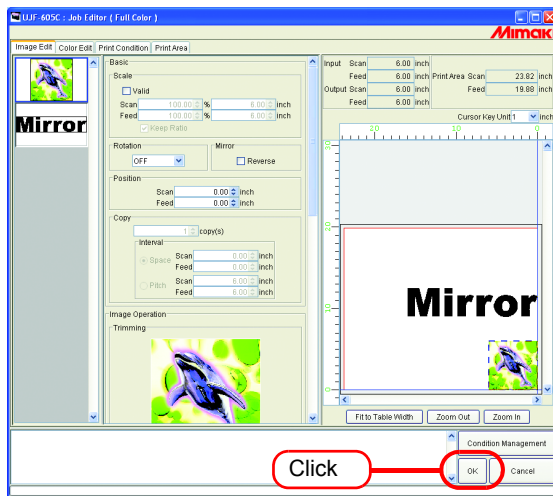 UJF-605C : Job Editor ( Full Color )
Mimaki
Image Edit Color Edit Print Condition Print Area
Mirror
Basic
Scale
Valid
Scan 100.00 % 6.00 inch
Feed 100.00 % 6.00 inch
Keep Ratio
Rotation
OFF
Mirror
Reverse
Position
Scan 0.00 inch
Feed 0.00 inch
Copy
1 copy(s)
Interval
Space
Scan 0.00 inch
Feed 0.00 inch
Pitch
Scan 6.00 inch
Feed 6.00 inch
Image Operation
Trimming
Input Scan 6.00 inch
Feed 6.00 inch
Output Scan 6.00 inch
Feed 6.00 inch
Print Area Scan 23.82 inch
Feed 19.88 inch
Cursor Key Unit 1 inch
20 10 0
30
20
10
0
Mirror
Fit to Table Width Zoom Out Zoom In
Condition Management
OK Cancel
Click